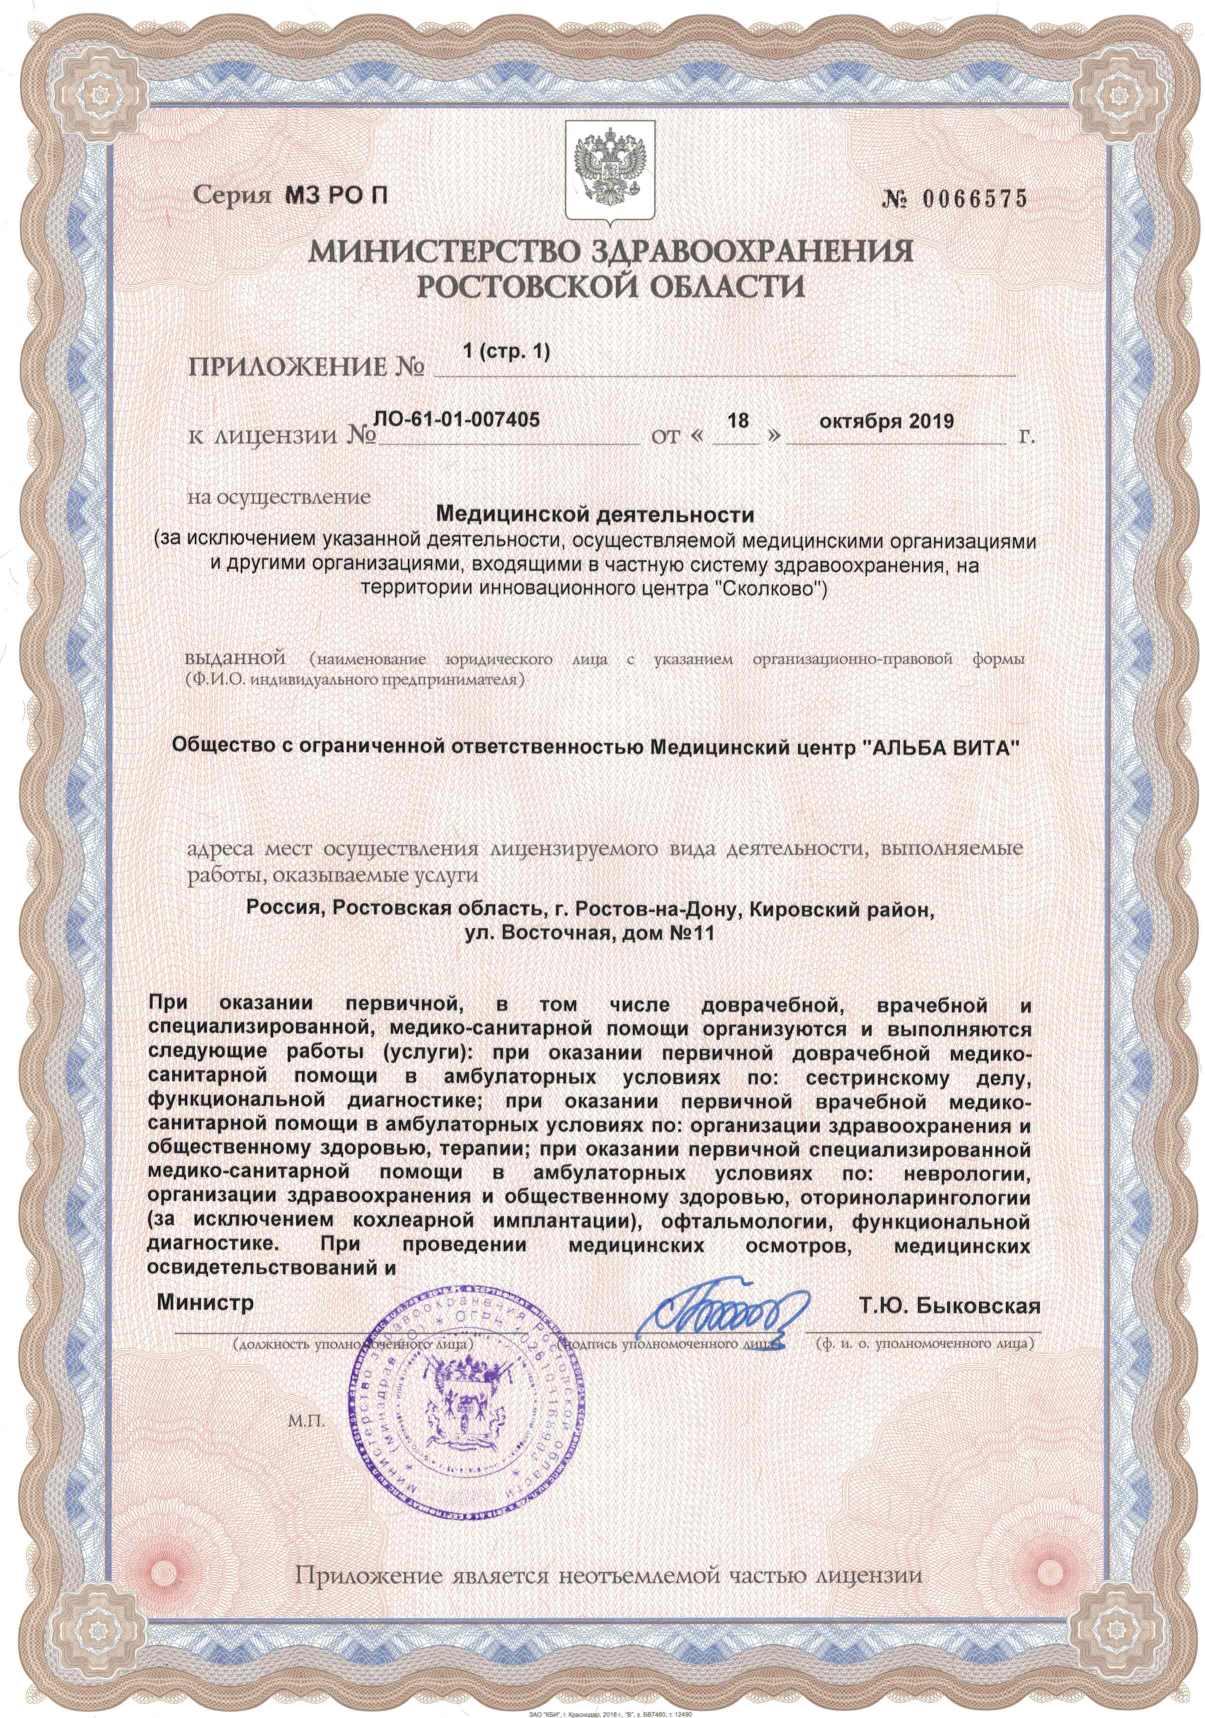 Серия МЗ РО П
№ 0066575
МИНИСТЕРСТВО ЗДРАВООХРАНЕНИЯ
РОСТОВСКОЙ ОБЛАСТИ
ПРИЛОЖЕНИЕ № 1 (стр. 1)
к лицензии № ЛО-61-01-007405 от « 18 » октября 2019 г.
на осуществление
Медицинской деятельности
(за исключением указанной деятельности, осуществляемой медицинскими организациями
и другими организациями, входящими в частную систему здравоохранения, на
территории инновационного центра "Сколково")
выданной (наименование юридического лица с указанием организационно-правовой формы
(Ф.И.О. индивидуального предпринимателя)
Общество с ограниченной ответственностью Медицинский центр "АЛЬБА ВИТА"
адреса мест осуществления лицензируемого вида деятельности, выполняемые
работы, оказываемые услуги
Россия, Ростовская область, г. Ростов-на-Дону, Кировский район,
ул. Восточная, дом №11
При оказании первичной, в том числе доврачебной, врачебной и
специализированной, медико-санитарной помощи организуются и выполняются
следующие работы (услуги): при оказании первичной доврачебной медико-
санитарной помощи в амбулаторных условиях по: сестринскому делу,
функциональной диагностике; при оказании первичной врачебной медико-
санитарной помощи в амбулаторных условиях по: организации здравоохранения и
общественному здоровью, терапии; при оказании первичной специализированной
медико-санитарной помощи в амбулаторных условиях по: неврологии,
организации здравоохранения и общественному здоровью, оториноларингологии
(за исключением кохлеарной имплантации), офтальмологии, функциональной
диагностике. При проведении медицинских осмотров, медицинских
освидетельствований и
Министр
Т.Ю. Быковская
(должность уполномоченного лица)
(подпись уполномоченного лица)
(ф. и. о. уполномоченного лица)
М.П.
Министерство здравоохранения Ростовской области
(Минздрав РО) * ОГРН 1026103168903 *
Приложение является неотъемлемой частью лицензии
ЗАО "КБИ", г. Краснодар, 2016 г., "В", з. БВ7460, т. 12490